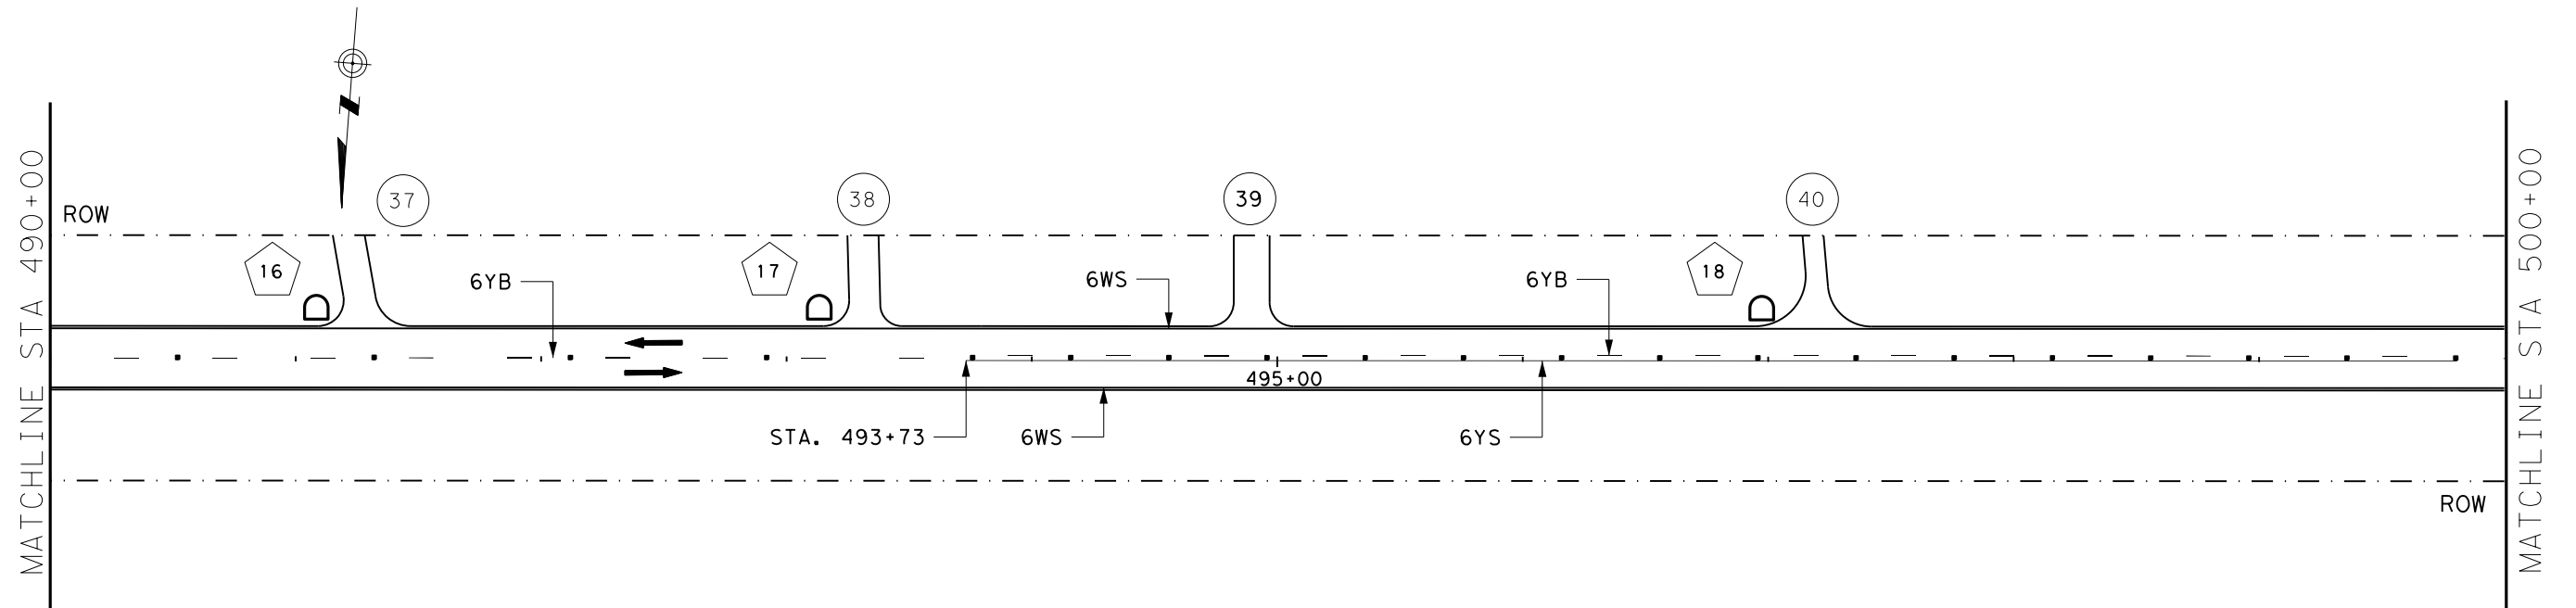 MATCHLINE STA 490+00
ROW
37
38
39
40
16
17
18
6YB
6WS
6YB
495+00
STA. 493+73
6WS
6YS
ROW
MATCHLINE STA 500+00